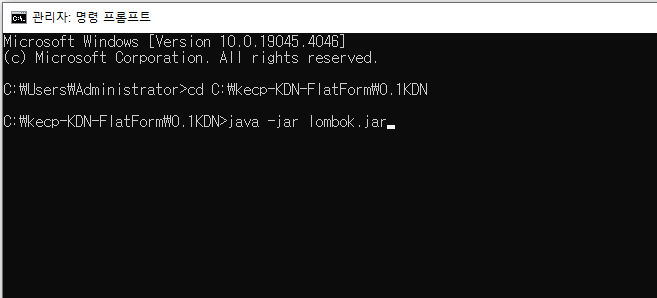 관리자: 명령 프롬프트
Microsoft Windows [Version 10.0.19045.4046]
(c) Microsoft Corporation. All rights reserved.
C:₩Users₩Administrator>cd C:₩kecp-KDN-FlatForm₩0.1KDN
C:₩kecp-KDN-FlatForm₩0.1KDN>java -jar lombok.jar